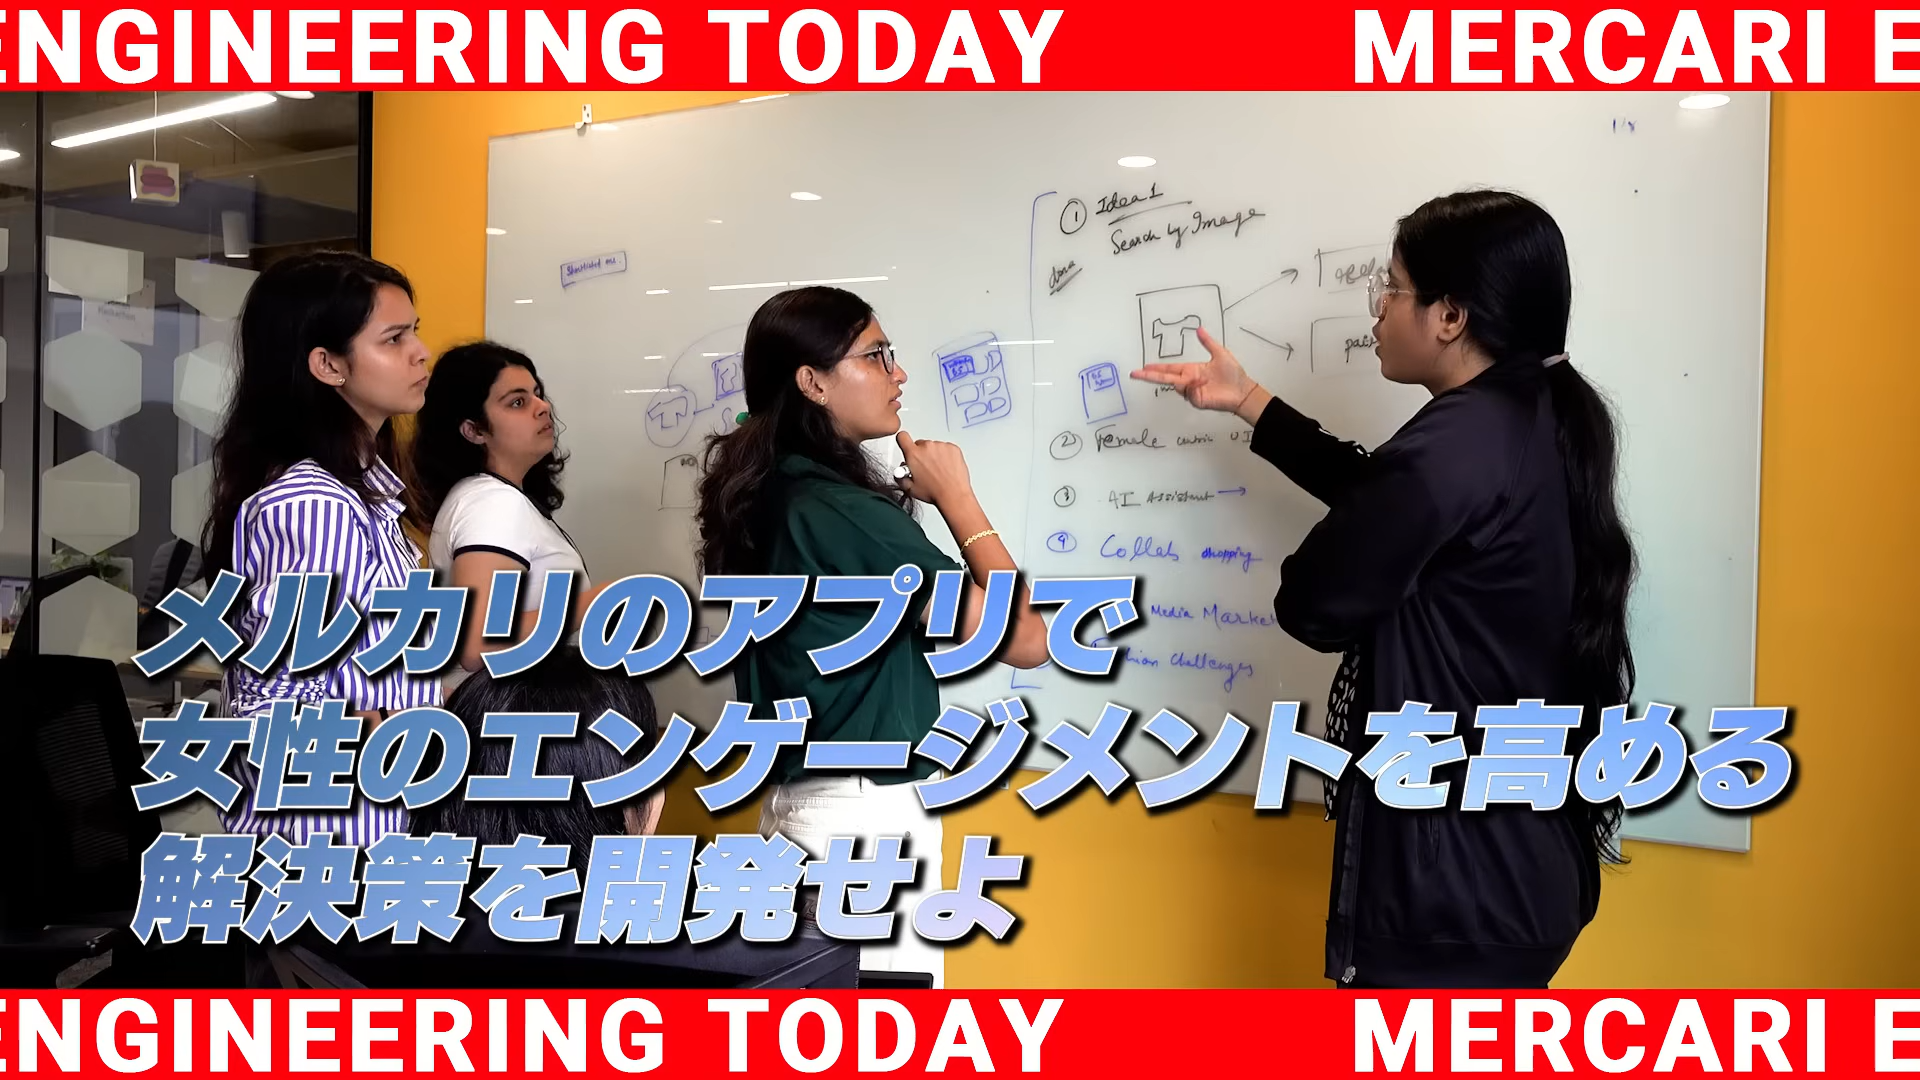 ENGINEERING TODAY MERCARI E
① Idea 1
Search by Image
done
Shortlisted one.
② Female centric UI
③ AI Assistant →
④ Collab shopping
Media Market
Challenges
メルカリのアプリで
女性のエンゲージメントを高める
解決策を開発せよ
ENGINEERING TODAY MERCARI E